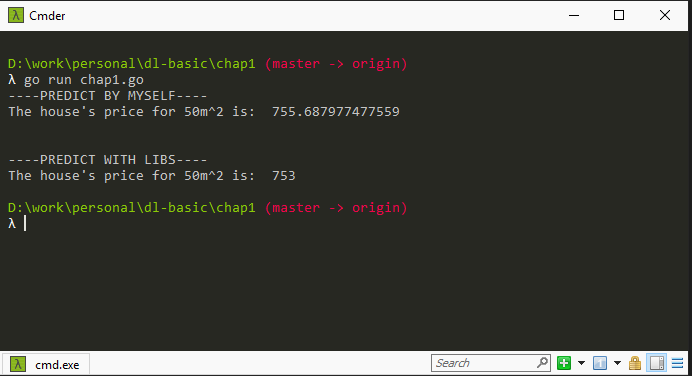 λ Cmder
D:\work\personal\dl-basic\chap1 (master -> origin)
λ go run chap1.go
----PREDICT BY MYSELF----
The house's price for 50m^2 is:  755.687977477559
----PREDICT WITH LIBS----
The house's price for 50m^2 is:  753
D:\work\personal\dl-basic\chap1 (master -> origin)
λ
λ cmd.exe
Search